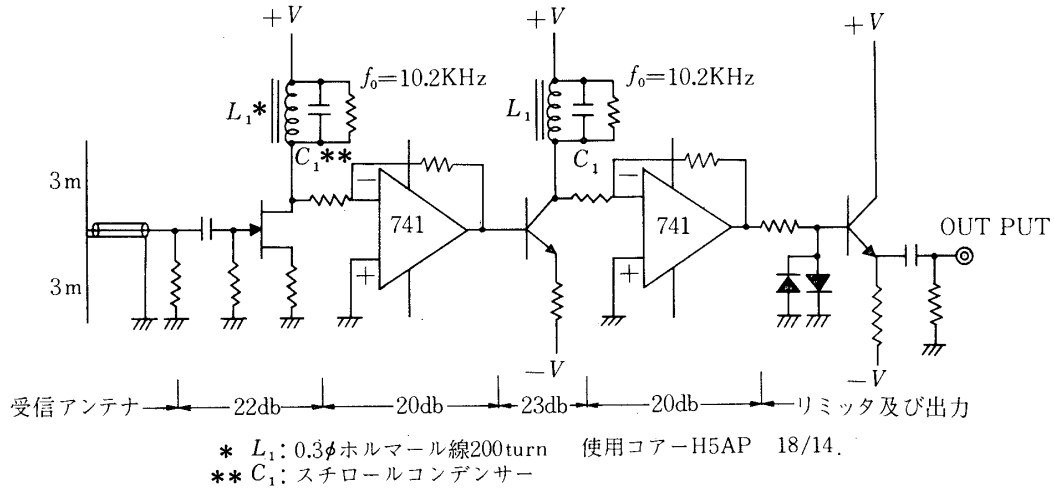 +V
+V
+V
f₀=10.2KHz
f₀=10.2KHz
L₁*
L₁
C₁**
C₁
3m
3m
−
741
+
−
741
+
OUT PUT
−V
−V
受信アンテナ
22db
20db
23db
20db
リミッタ及び出力
* L₁: 0.3φホルマール線200turn 使用コアーH5AP 18/14.
** C₁: スチロールコンデンサー